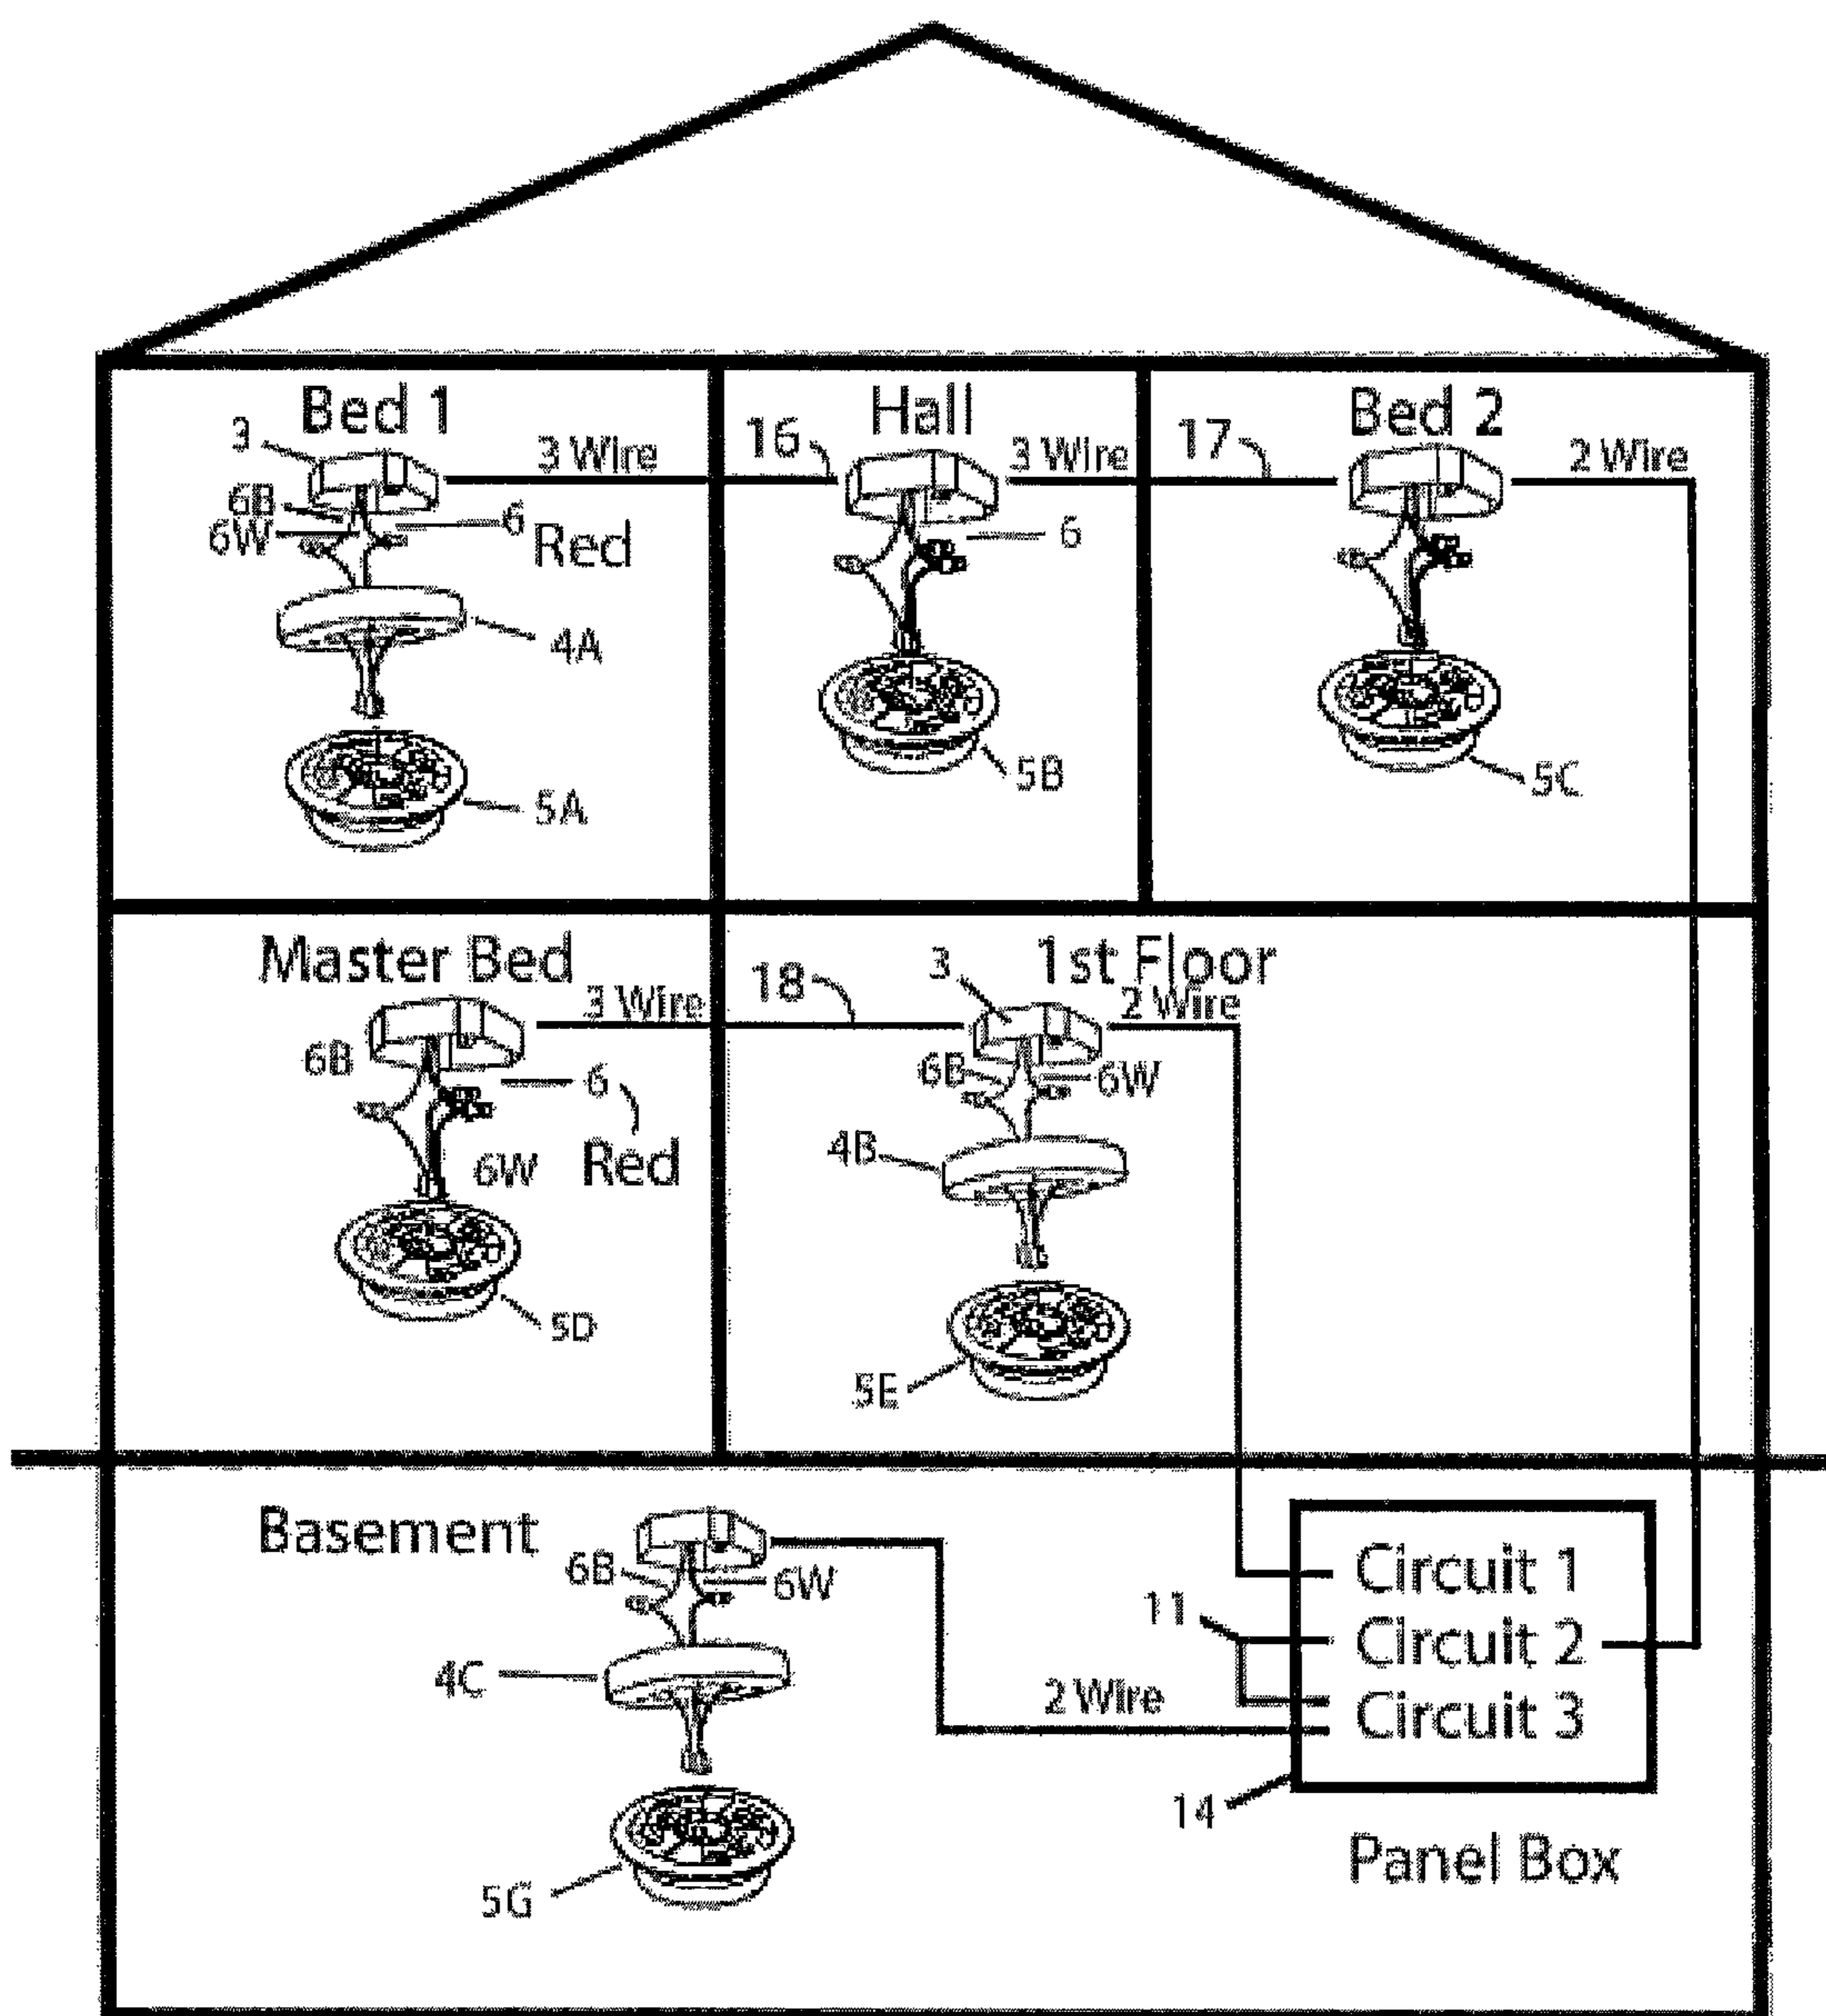 Bed 1
Hall
Bed 2
3
3 Wire
16
3 Wire
17
2 Wire
6B
6W
6
Red
6
4A
5A
5B
5C
Master Bed
1st Floor
3 Wire
18
3
2 Wire
6B
6
Red
6W
6B
6W
4B
5D
5E
Basement
6B
6W
4C
2 Wire
5G
11
Circuit 1
Circuit 2
Circuit 3
14
Panel Box